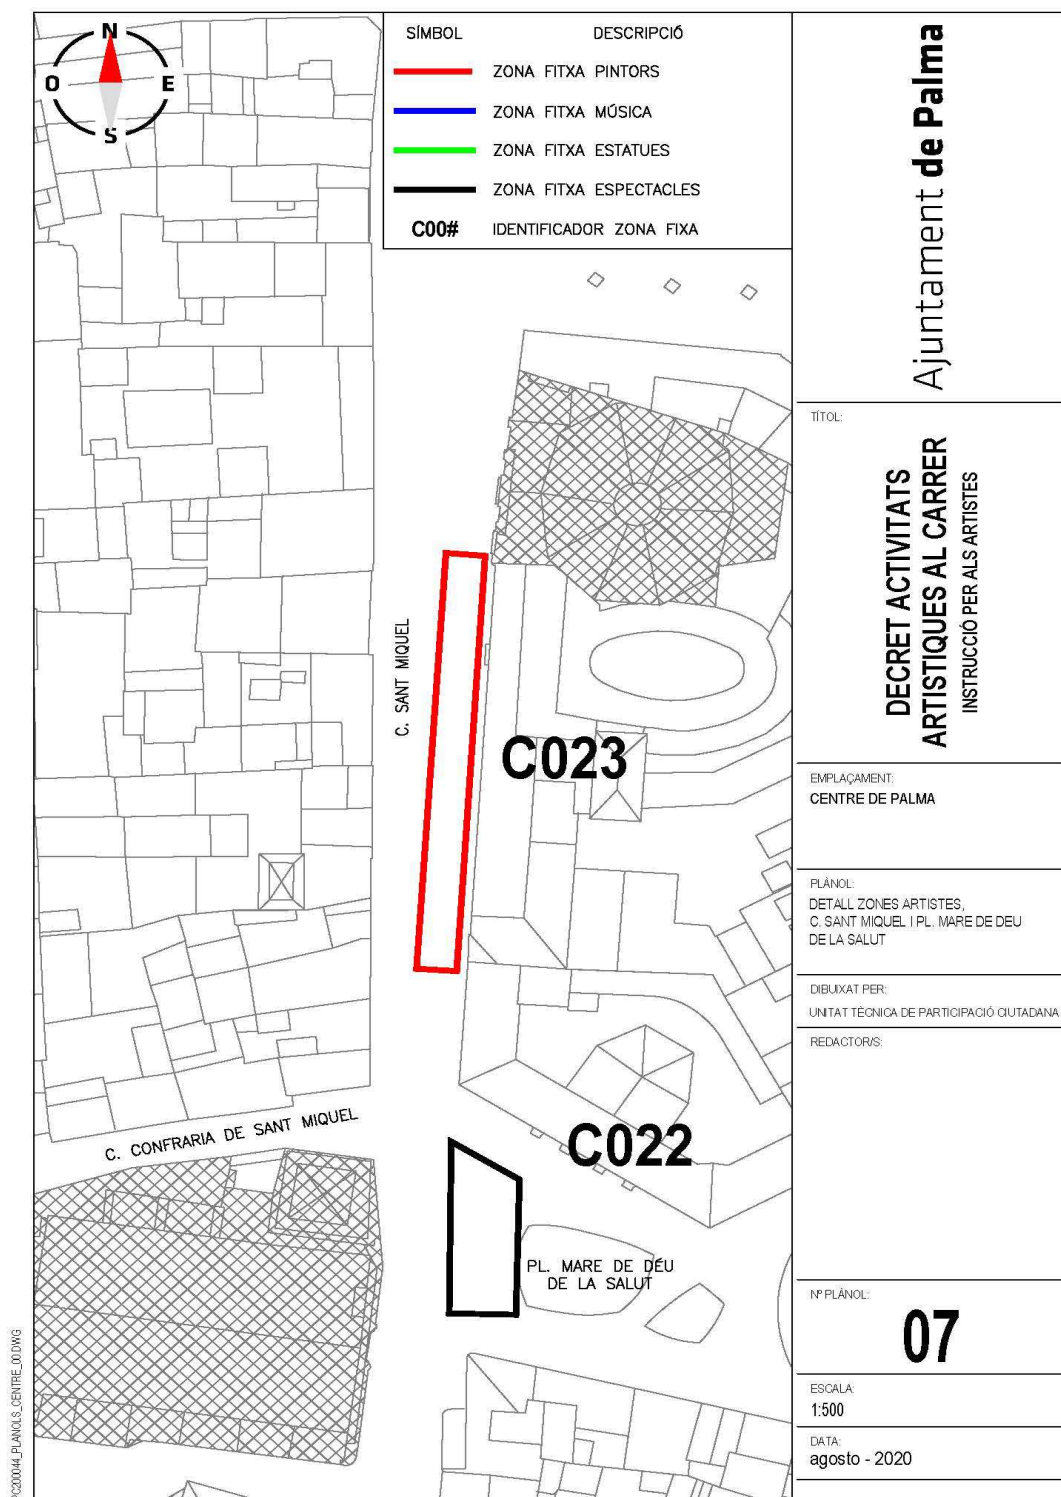 N
O
E
S
SÍMBOL DESCRIPCIÓ
ZONA FITXA PINTORS
ZONA FITXA MÚSICA
ZONA FITXA ESTATUES
ZONA FITXA ESPECTACLES
C00# IDENTIFICADOR ZONA FIXA
C. SANT MIQUEL
C023
C. CONFRARIA DE SANT MIQUEL
C022
PL. MARE DE DÉU
DE LA SALUT
Ajuntament de Palma
TÍTOL:
DECRET ACTIVITATS
ARTISTIQUES AL CARRER
INSTRUCCIÓ PER ALS ARTISTES
EMPLAÇAMENT:
CENTRE DE PALMA
PLÀNOL:
DETALL ZONES ARTISTES,
C. SANT MIQUEL I PL. MARE DE DEU
DE LA SALUT
DIBUIXAT PER:
UNITAT TÈCNICA DE PARTICIPACIÓ CIUTADANA
REDACTOR/S:
Nº PLÀNOL:
07
ESCALA:
1:500
DATA:
agosto - 2020
PC200044_PLANOLS_CENTRE_00.DWG